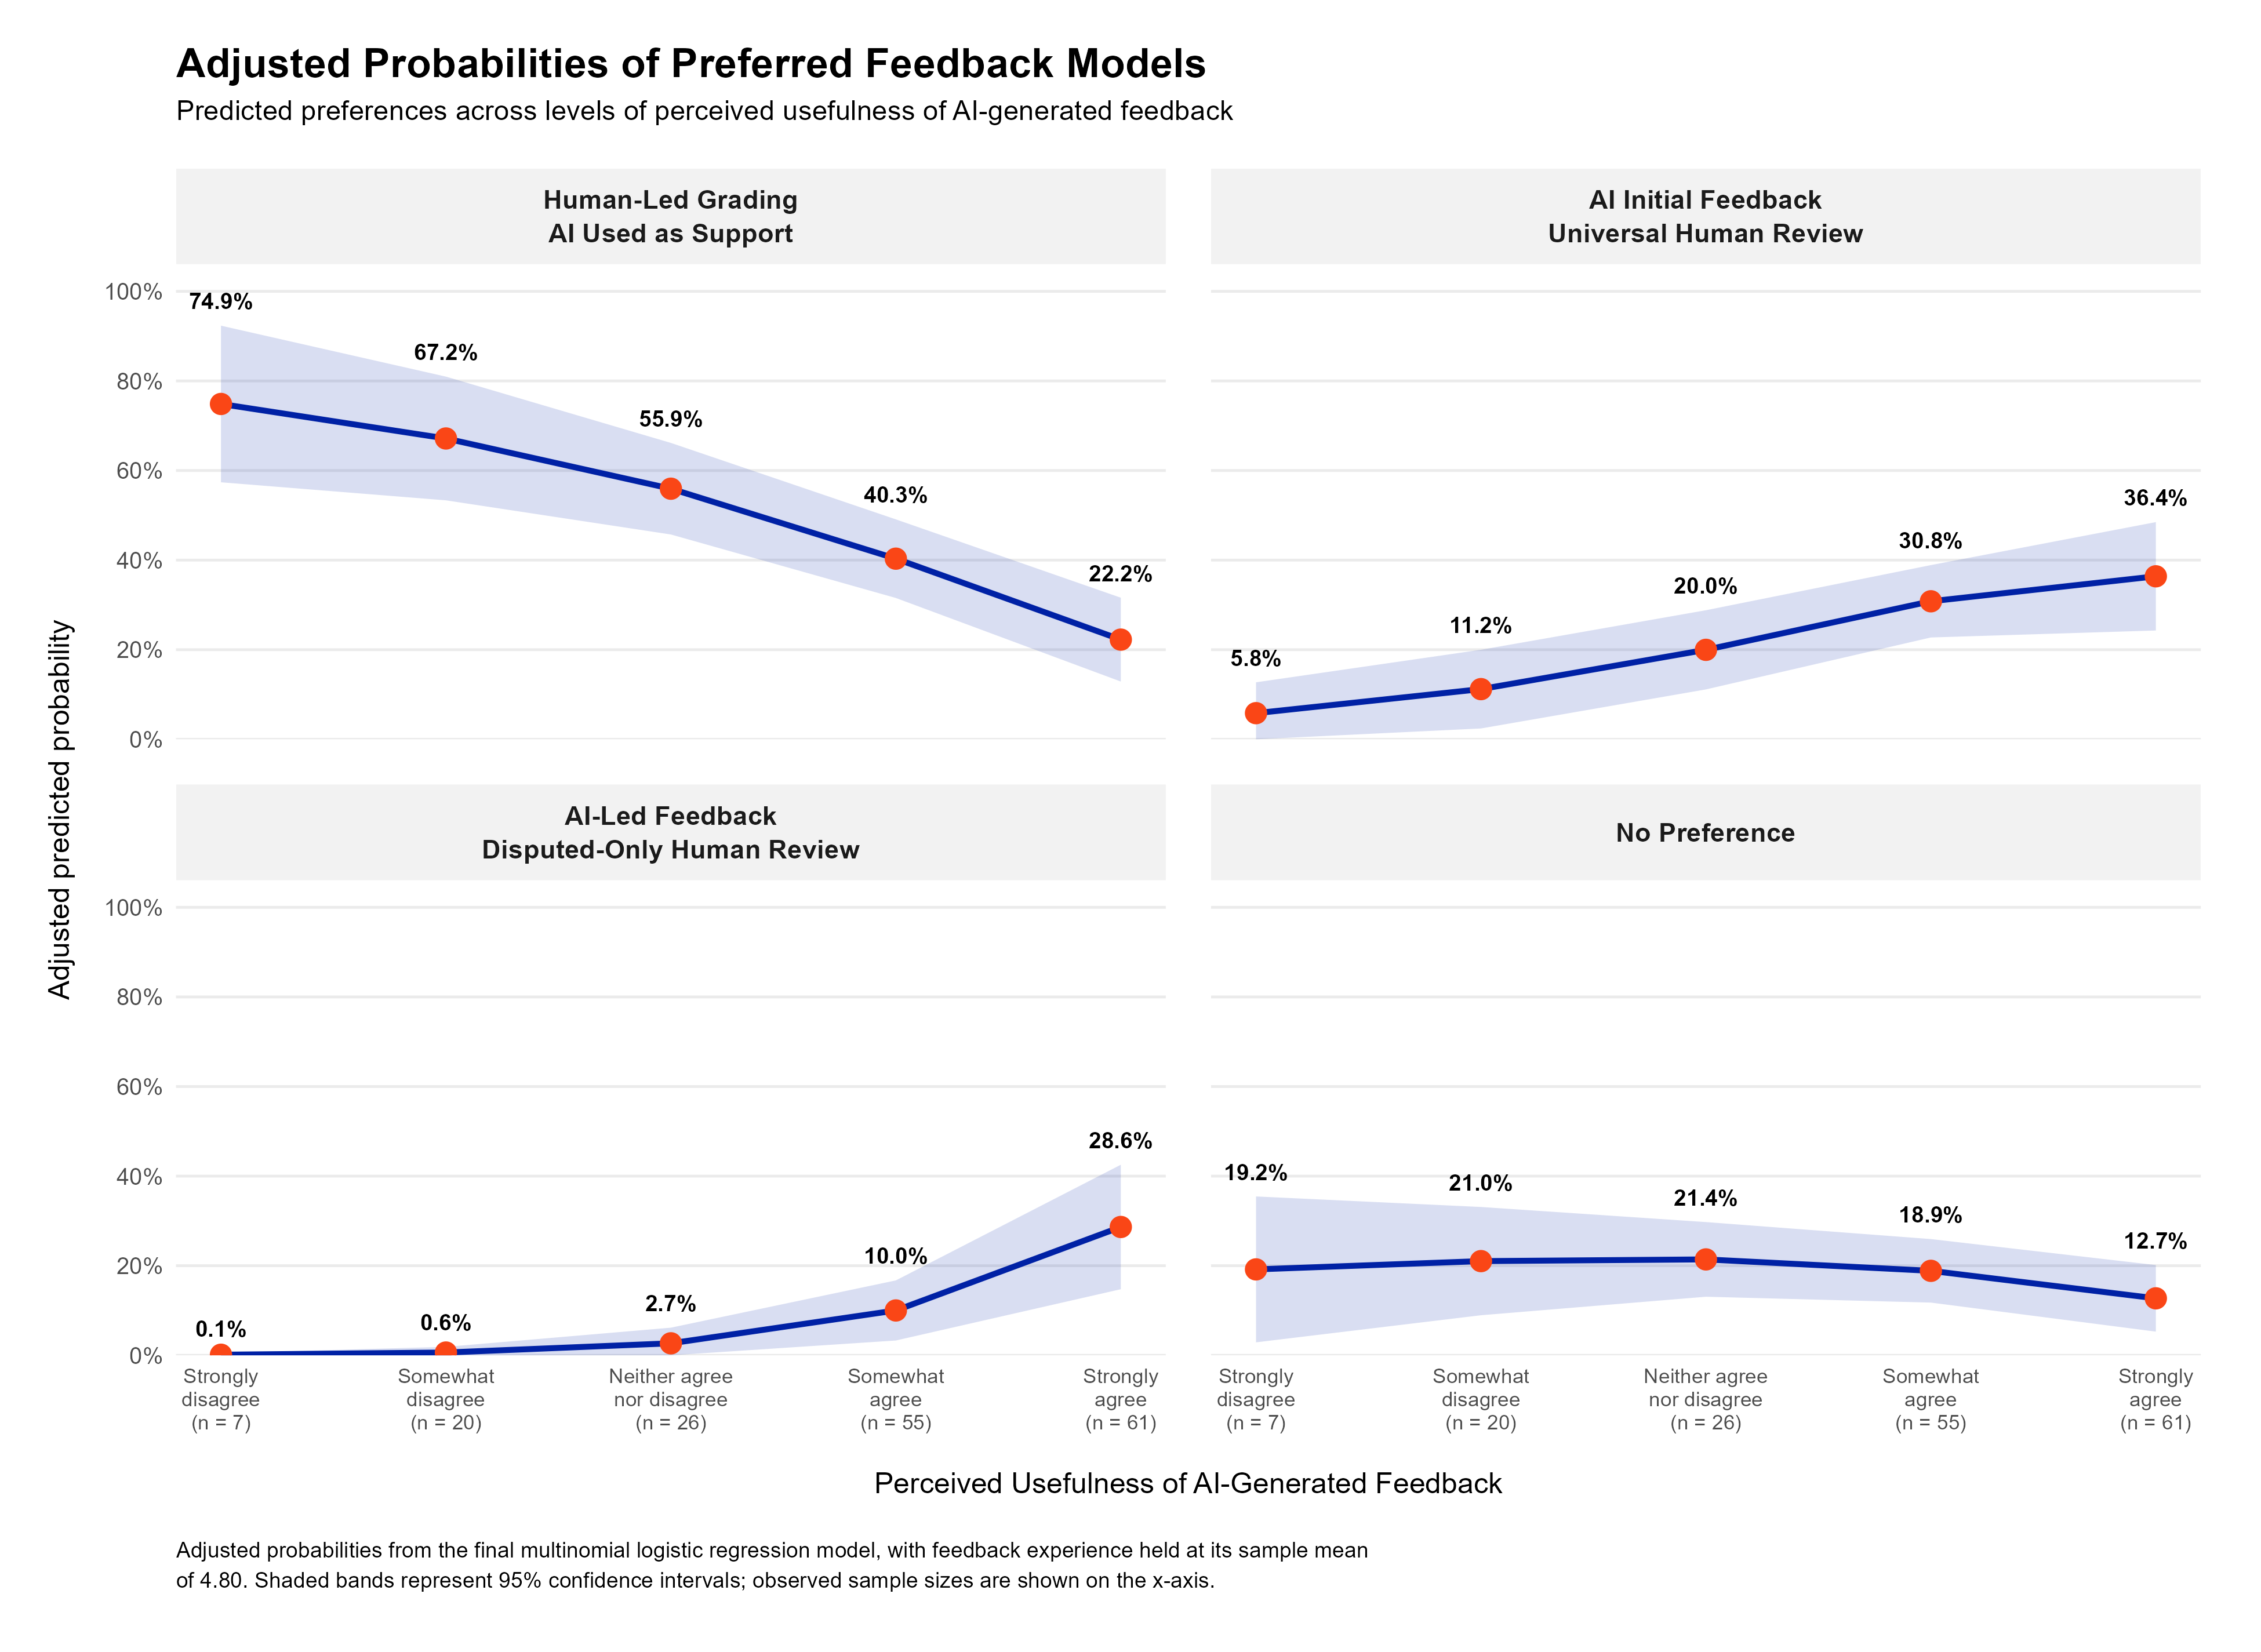 Adjusted Probabilities of Preferred Feedback Models
Predicted preferences across levels of perceived usefulness of AI-generated feedback
Human-Led Grading
AI Used as Support
AI Initial Feedback
Universal Human Review
100%
80%
60%
40%
20%
0%
74.9%
67.2%
55.9%
40.3%
22.2%
5.8%
11.2%
20.0%
30.8%
36.4%
Adjusted predicted probability
AI-Led Feedback
Disputed-Only Human Review
No Preference
100%
80%
60%
40%
20%
0%
0.1%
0.6%
2.7%
10.0%
28.6%
19.2%
21.0%
21.4%
18.9%
12.7%
Strongly
disagree
(n = 7)
Somewhat
disagree
(n = 20)
Neither agree
nor disagree
(n = 26)
Somewhat
agree
(n = 55)
Strongly
agree
(n = 61)
Strongly
disagree
(n = 7)
Somewhat
disagree
(n = 20)
Neither agree
nor disagree
(n = 26)
Somewhat
agree
(n = 55)
Strongly
agree
(n = 61)
Perceived Usefulness of AI-Generated Feedback
Adjusted probabilities from the final multinomial logistic regression model, with feedback experience held at its sample mean
of 4.80. Shaded bands represent 95% confidence intervals; observed sample sizes are shown on the x-axis.